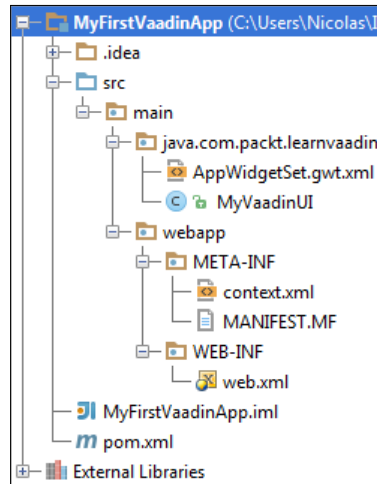 MyFirstVaadinApp (C:\Users\Nicolas\
.idea
src
main
java.com.packt.learnvaadin
AppWidgetSet.gwt.xml
C MyVaadinUI
webapp
META-INF
context.xml
MANIFEST.MF
WEB-INF
web.xml
MyFirstVaadinApp.iml
m pom.xml
External Libraries